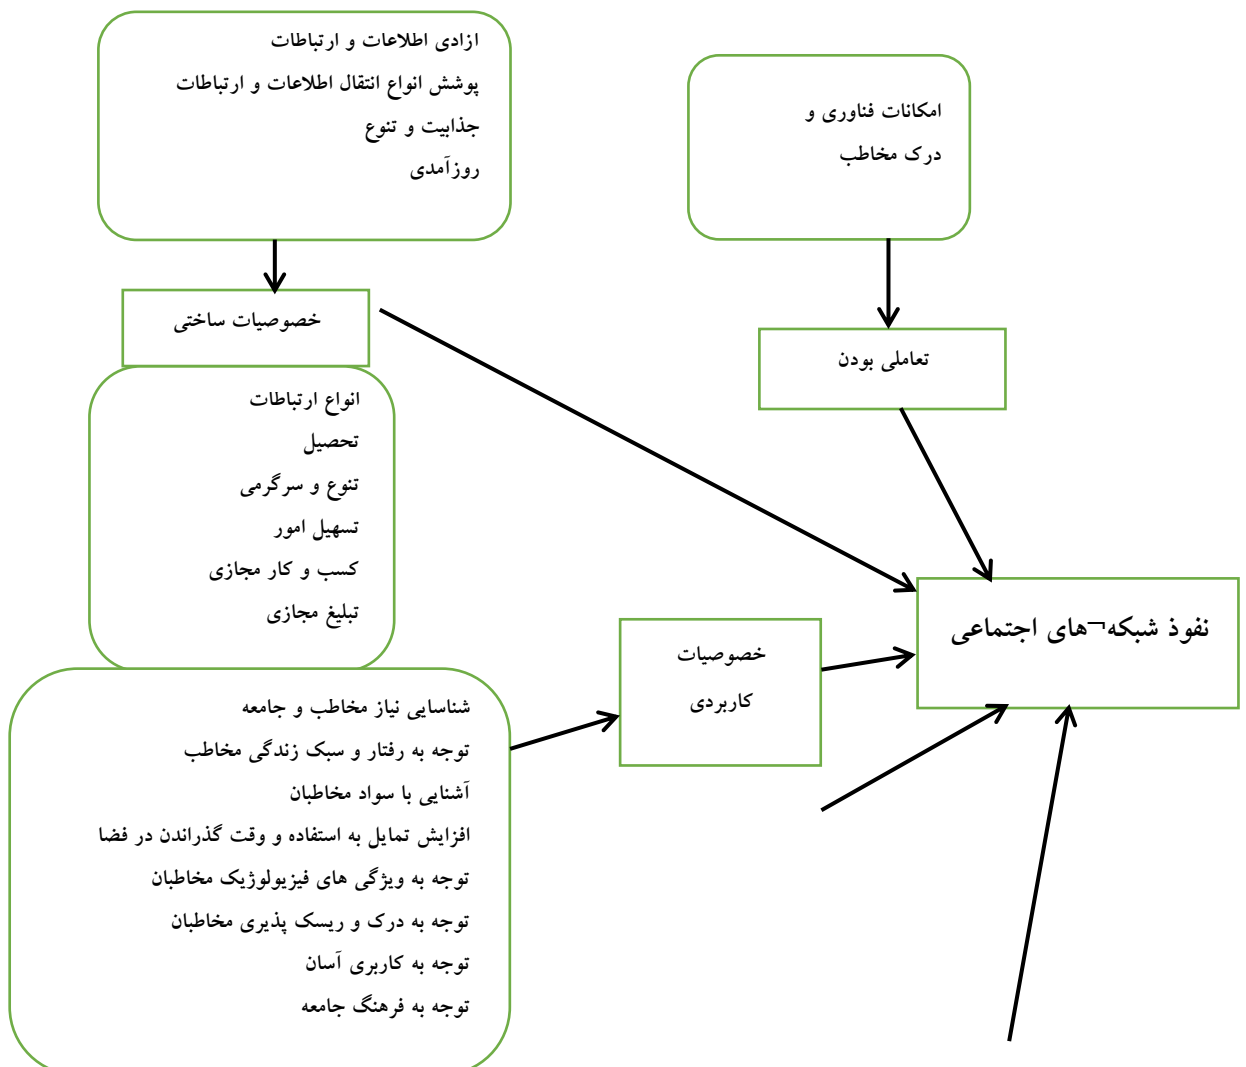 ازادی اطلاعات و ارتباطات
پوشش انواع انتقال اطلاعات و ارتباطات
جذابیت و تنوع
روزآمدی
امکانات فناوری و
درک مخاطب
خصوصیات ساختی
تعاملی بودن
انواع ارتباطات
تحصیل
تنوع و سرگرمی
تسهیل امور
کسب و کار مجازی
تبلیغ مجازی
نفوذ شبکه¬های اجتماعی
خصوصیات
کاربردی
شناسایی نیاز مخاطب و جامعه
توجه به رفتار و سبک زندگی مخاطب
آشنایی با سواد مخاطبان
افزایش تمایل به استفاده و وقت گذراندن در فضا
توجه به ویژگی های فیزیولوژیک مخاطبان
توجه به درک و ریسک پذیری مخاطبان
توجه به کاربری آسان
توجه به فرهنگ جامعه